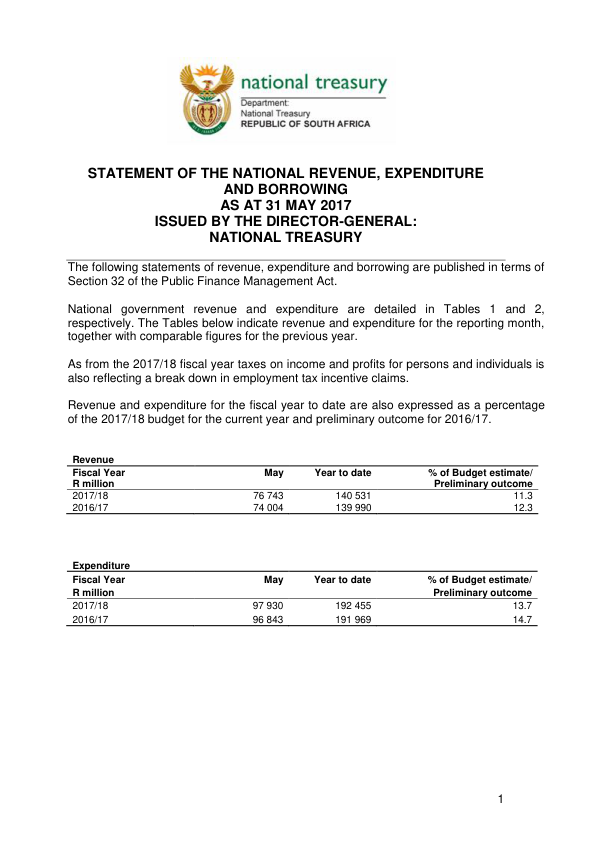 national treasury
Department:
National Treasury
REPUBLIC OF SOUTH AFRICA
STATEMENT OF THE NATIONAL REVENUE, EXPENDITURE
AND BORROWING
AS AT 31 MAY 2017
ISSUED BY THE DIRECTOR-GENERAL:
NATIONAL TREASURY
The following statements of revenue, expenditure and borrowing are published in terms of
Section 32 of the Public Finance Management Act.
National government revenue and expenditure are detailed in Tables 1 and 2,
respectively. The Tables below indicate revenue and expenditure for the reporting month,
together with comparable figures for the previous year.
As from the 2017/18 fiscal year taxes on income and profits for persons and individuals is
also reflecting a break down in employment tax incentive claims.
Revenue and expenditure for the fiscal year to date are also expressed as a percentage
of the 2017/18 budget for the current year and preliminary outcome for 2016/17.
Revenue
Fiscal Year May Year to date % of Budget estimate/
R million Preliminary outcome
2017/18 76 743 140 531 11.3
2016/17 74 004 139 990 12.3
Expenditure
Fiscal Year May Year to date % of Budget estimate/
R million Preliminary outcome
2017/18 97 930 192 455 13.7
2016/17 96 843 191 969 14.7
1